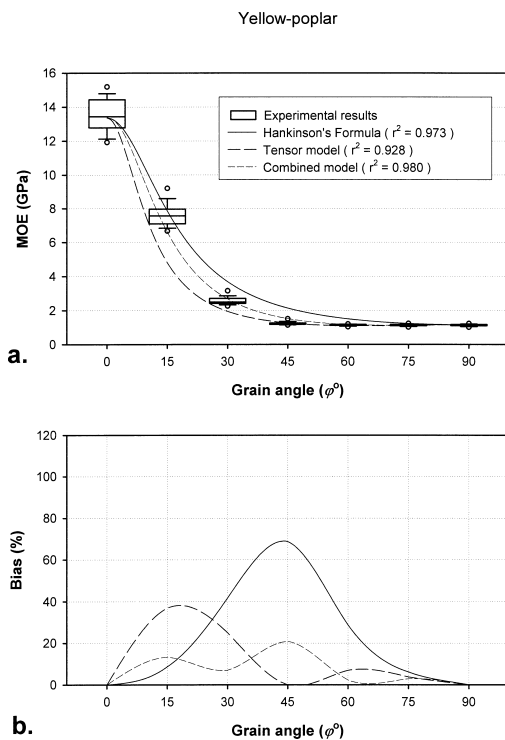 Yellow-poplar
16
14
12
10
8
6
4
2
0
MOE (GPa)
Experimental results
Hankinson's Formula ( r² = 0.973)
Tensor model ( r² = 0.928)
Combined model ( r² = 0.980)
0 15 30 45 60 75 90
Grain angle (φº)
a.
120
100
80
60
40
20
0
Bias (%)
0 15 30 45 60 75 90
Grain angle (φº)
b.